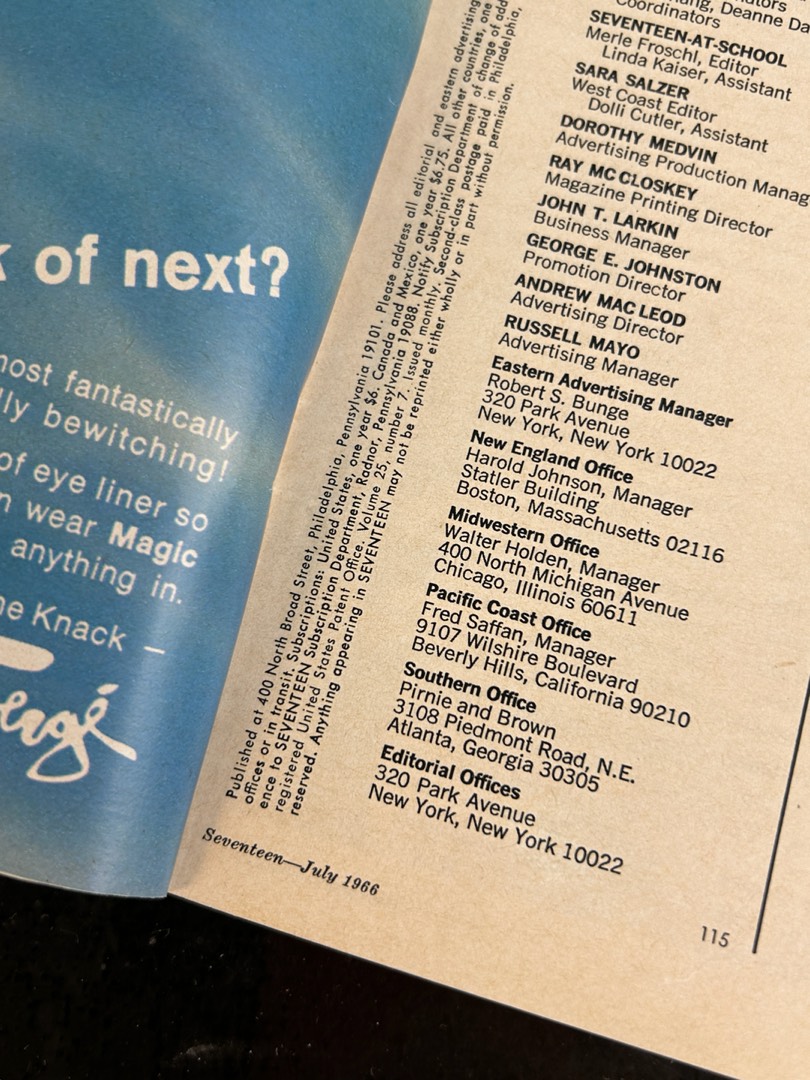 of next?
most fantastically
bewitching!
of eye liner so
wear Magic
anything in.
Knack –
Published at 400 North Broad Street, Philadelphia, Pennsylvania 19101. Please address all editorial and eastern advertising
offices or in transit. Subscriptions: United States, one year $6. Canada and Mexico, one year $6.75. All other countries, one
ence to SEVENTEEN Subscription Department, Radnor, Pennsylvania 19088. Notify Subscription Department of change of
registered United States Patent Office. Volume 25, number 7. Issued monthly. Second-class postage paid in Philadelphia,
reserved. Anything appearing in SEVENTEEN may not be reprinted either wholly or in part without permission.
Deanne
Coordinators
SEVENTEEN-AT-SCHOOL
Merle Froschl, Editor
Linda Kaiser, Assistant
SARA SALZER
West Coast Editor
Dolli Cutler, Assistant
DOROTHY MEDVIN
Advertising Production Manag
RAY MC CLOSKEY
Magazine Printing Director
JOHN T. LARKIN
Business Manager
GEORGE E. JOHNSTON
Promotion Director
ANDREW MAC LEOD
Advertising Director
RUSSELL MAYO
Advertising Manager
Eastern Advertising Manager
Robert S. Bunge
320 Park Avenue
New York, New York 10022
New England Office
Harold Johnson, Manager
Statler Building
Boston, Massachusetts 02116
Midwestern Office
Walter Holden, Manager
400 North Michigan Avenue
Chicago, Illinois 60611
Pacific Coast Office
Fred Saffan, Manager
9107 Wilshire Boulevard
Beverly Hills, California 90210
Southern Office
Pirnie and Brown
3108 Piedmont Road, N.E.
Atlanta, Georgia 30305
Editorial Offices
320 Park Avenue
New York, New York 10022
Seventeen—July 1966
115